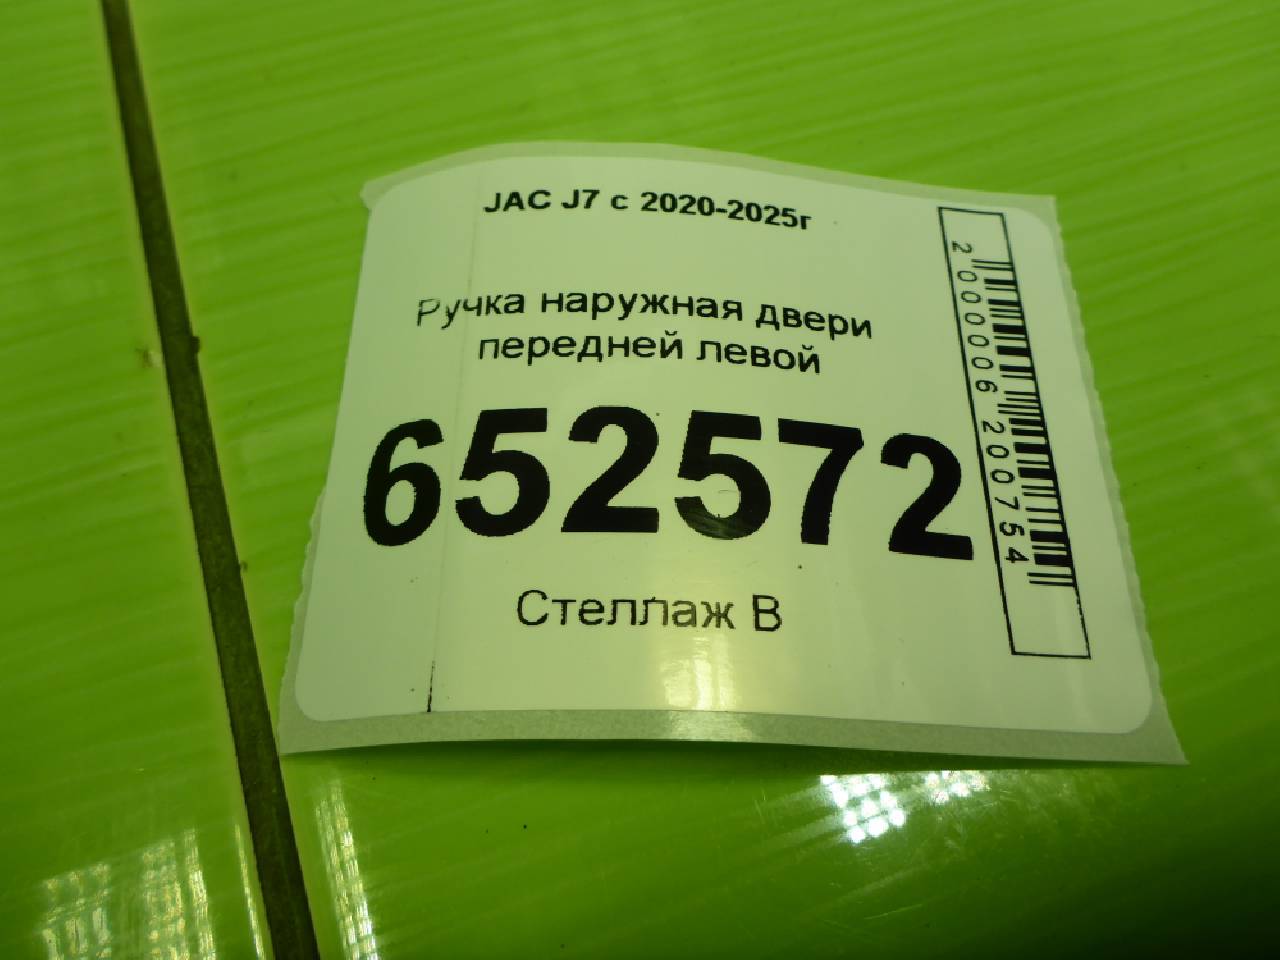 JAC J7 с 2020-2025г
Ручка наружная двери
передней левой
652572
Стеллаж В
2000006200754